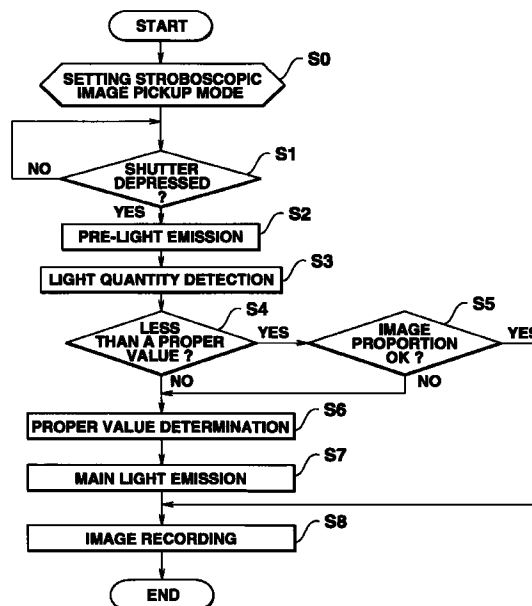 START
SETTING STROBOSCOPIC
IMAGE PICKUP MODE
S0
SHUTTER
DEPRESSED
?
S1
NO
YES
S2
PRE-LIGHT EMISSION
S3
LIGHT QUANTITY DETECTION
S4
LESS
THAN A PROPER
VALUE ?
YES
NO
S5
IMAGE
PROPORTION
OK ?
YES
NO
S6
PROPER VALUE DETERMINATION
S7
MAIN LIGHT EMISSION
S8
IMAGE RECORDING
END